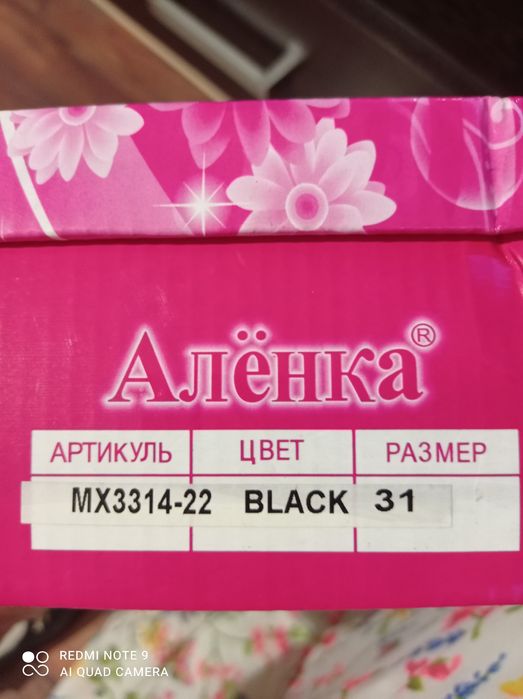 Алёнка®
АРТИКУЛЬ ЦВЕТ РАЗМЕР
MX3314-22 BLACK 31
REDMI NOTE 9
AI QUAD CAMERA